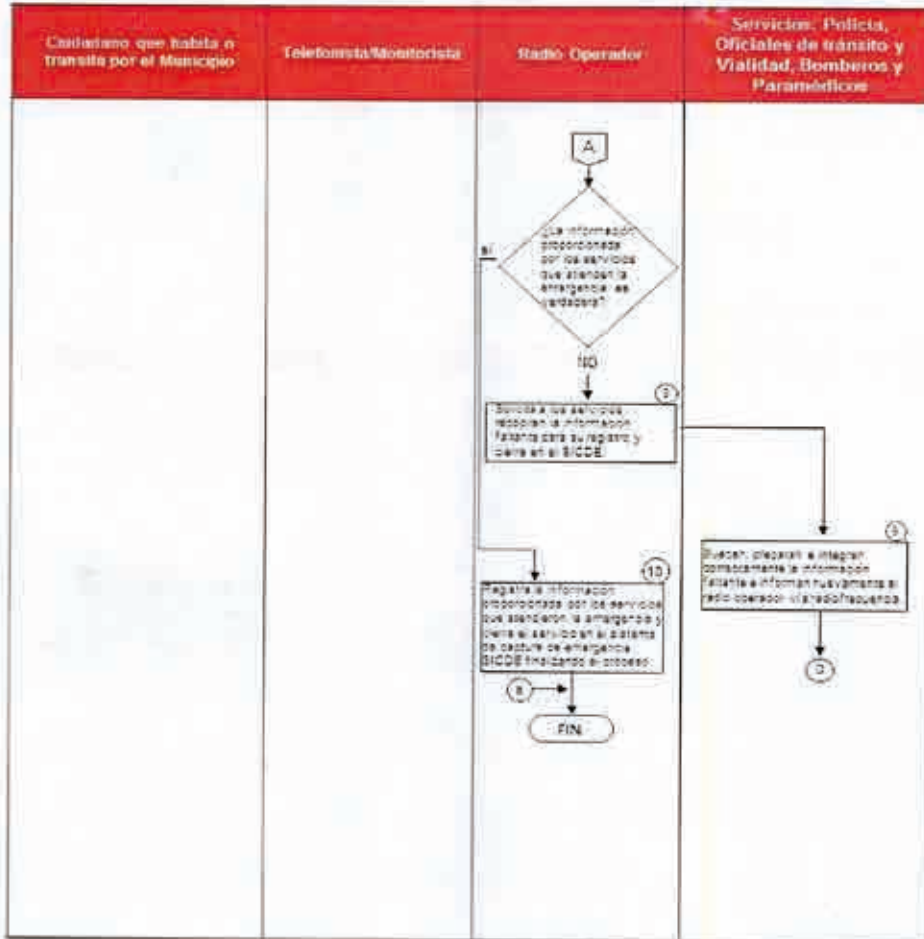 Ciudadano que habita o
transita por el Municipio
Telefonista/Monitorista
Radio Operador
Servicios: Policía,
Oficiales de tránsito y
Vialidad, Bomberos y
Paramédicos
A
¿La información
proporcionada
por los servicios
que atienden la
emergencia es
verdadera?
sí
NO
Solicita a los servicios
recopilen la información
faltante para su registro y
cierre en el SICDE.
Buscan, preparan e integran
correctamente la información
faltante e informan nuevamente al
radio operador vía radiofrecuencia.
10
Registra la información
proporcionada por los servicios
que atendieron la emergencia y
cierra el servicio en el sistema
de captura de emergencia
SICDE finalizando el proceso.
FIN